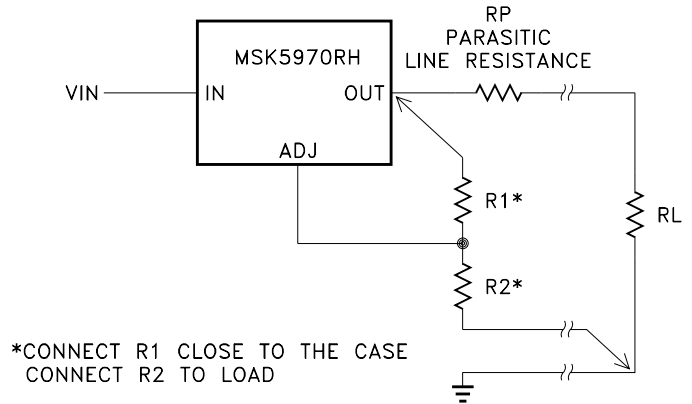 RP
PARASITIC
LINE RESISTANCE
MSK5970RH
VIN
IN
OUT
ADJ
R1*
RL
R2*
*CONNECT R1 CLOSE TO THE CASE
CONNECT R2 TO LOAD